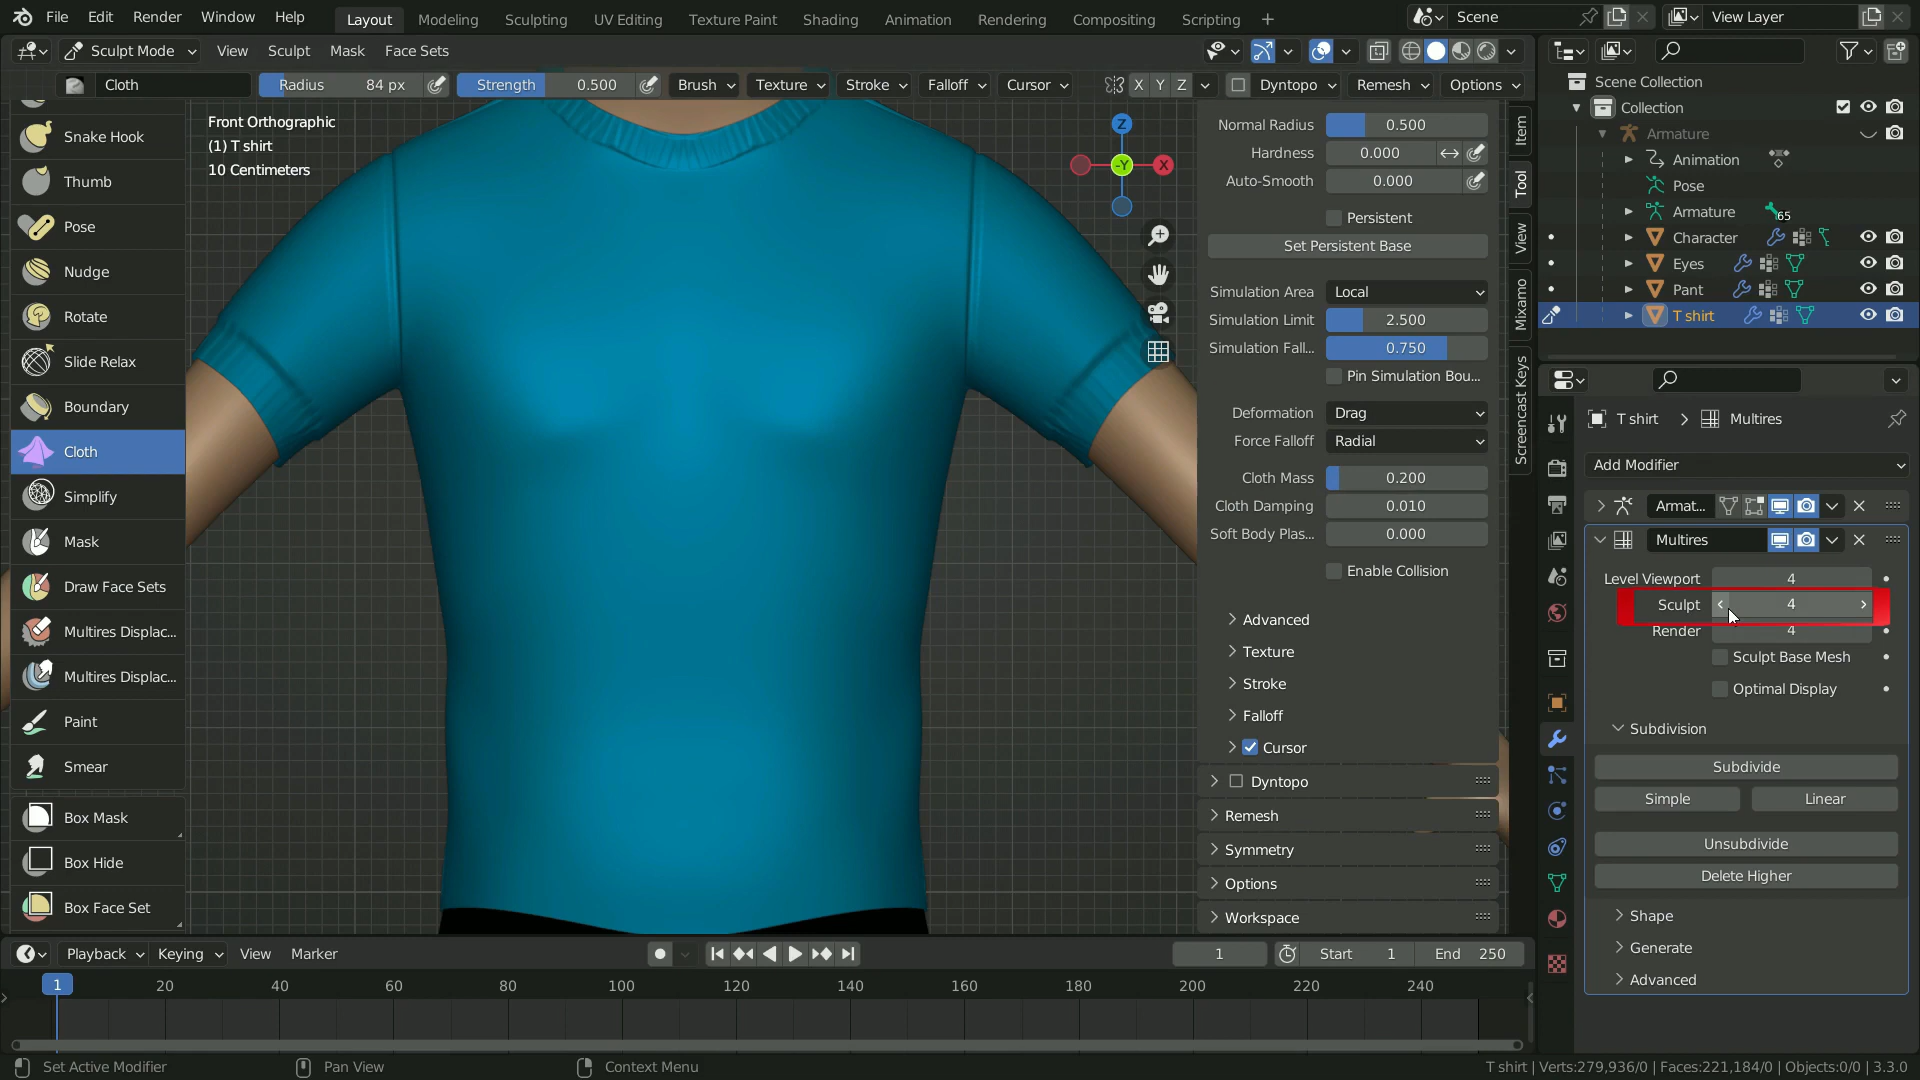 File Edit Render Window Help Layout Modeling Sculpting UV Editing Texture Paint Shading Animation Rendering Compositing Scripting + Scene View Layer
Sculpt Mode View Sculpt Mask Face Sets
Cloth Radius 84 px Strength 0.500 Brush Texture Stroke Falloff Cursor X Y Z Dyntopo Remesh Options
Snake Hook
Thumb
Pose
Nudge
Rotate
Slide Relax
Boundary
Cloth
Simplify
Mask
Draw Face Sets
Multires Displac...
Multires Displac...
Paint
Smear
Box Mask
Box Hide
Box Face Set
Front Orthographic
(1) T shirt
10 Centimeters
Z
-Y
X
Normal Radius 0.500
Hardness 0.000
Auto-Smooth 0.000
Persistent
Set Persistent Base
Simulation Area Local
Simulation Limit 2.500
Simulation Fall... 0.750
Pin Simulation Bou...
Deformation Drag
Force Falloff Radial
Cloth Mass 0.200
Cloth Damping 0.010
Soft Body Plas... 0.000
Enable Collision
Advanced
Texture
Stroke
Falloff
Cursor
Dyntopo
Remesh
Symmetry
Options
Workspace
Item
Tool
View
Mixamo
Screencast Keys
Scene Collection
Collection
Armature
Animation
Pose
Armature 65
Character
Eyes
Pant
T shirt
T shirt Multires
Add Modifier
Armat...
Multires
Level Viewport 4
Sculpt 4
Render 4
Sculpt Base Mesh
Optimal Display
Subdivision
Subdivide
Simple Linear
Unsubdivide
Delete Higher
Shape
Generate
Advanced
Playback Keying View Marker 1 Start 1 End 250
1 20 40 60 80 100 120 140 160 180 200 220 240
Set Active Modifier Pan View Context Menu T shirt | Verts:279,936/0 | Faces:221,184/0 | Objects:0/0 | 3.3.0